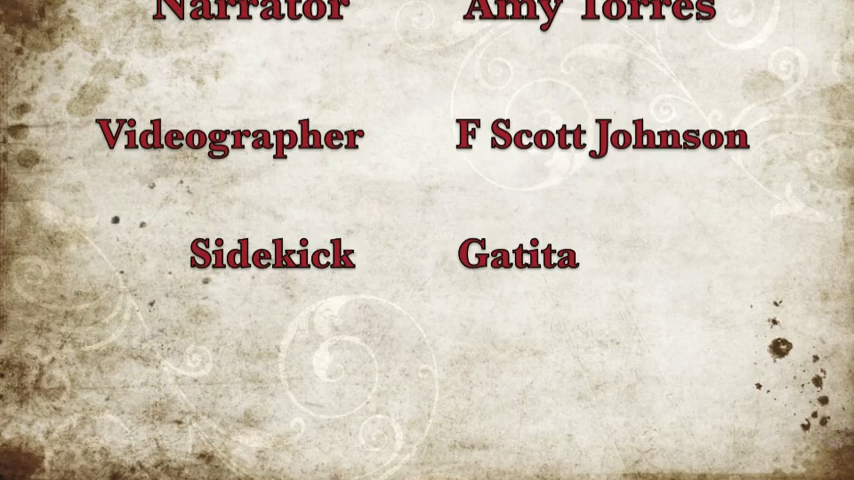 Narrator Amy Torres
Videographer F Scott Johnson
Sidekick Gatita